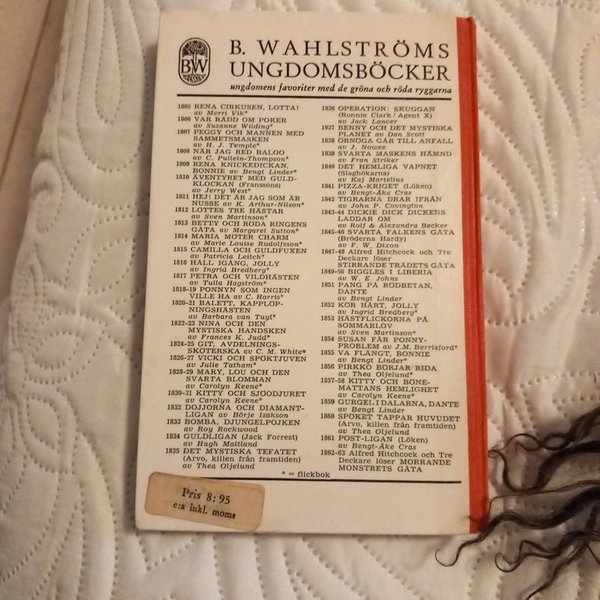 BW
B. WAHLSTRÖMS
UNGDOMSBÖCKER
ungdomens favoriter med de gröna och röda ryggarna
1805 RENA CIRKUSEN, LOTTA!
av Merri Vik*
1806 VAR RÄDD OM POKER
av Suzanne Wilding*
1807 PEGGY OCH MANNEN MED
SAMMETSMASKEN
av H. J. Temple*
1808 NÄR JAG RED BALOO
av C. Pullein-Thompson*
1809 RENA KNICKEDICKAN,
BONNIE av Bengt Linder*
1810 ÄVENTYRET MED GULD-
KLOCKAN (Franssons)
av Jerry West*
1811 HEJ! DET ÄR JAG SOM ÄR
NUSSE av K. Arthur-Nilson*
1812 LOTTES TRE HÄSTAR
av Sven Martinson*
1813 BETTY OCH RÖDA RINGENS
GÅTA av Margaret Sutton*
1814 MARIA MÖTER CHARM
av Marie Louise Rudolfsson*
1815 CAMILLA OCH GULDFUXEN
av Patricia Leitch*
1816 HÅLL IGÅNG, JOLLY
av Ingrid Bredberg*
1817 PETRA OCH VILDHÄSTEN
av Tulla Hagström*
1818-19 PONNYN SOM INGEN
VILLE HA av C. Harris*
1820-21 BALETT, KAPPLÖP-
NINGSHÄSTEN
av Barbara van Tuyl*
1822-23 NINA OCH DEN
MYSTISKA HANDSKEN
av Frances K. Judd*
1824-25 GIT, AVDELNINGS-
SKÖTERSKA av C. M. White*
1826-27 VICKI OCH SPÖKTJUVEN
av Julie Tatham*
1828-29 MARY, LOU OCH DEN
SVARTA BLOMMAN
av Carolyn Keene*
1830-31 KITTY OCH SJÖODJURET
av Carolyn Keene*
1832 DOJJORNA OCH DIAMANT-
LIGAN av Börje Isakson
1833 BOMBA, DJUNGELPOJKEN
av Roy Rockwood
1834 GULDLIGAN (Jack Forrest)
av Hugh Maitland
1835 DET MYSTISKA TEFATET
(Arvo, killen från framtiden)
av Thea Oljelund
1836 OPERATION: SKUGGAN
(Ronnie Clark / Agent X)
av Jack Lancer
1837 RENNY OCH DET MYSTISKA
PLANET av Dan Scott
1838 ÖRNÖGA GÅR TILL ANFALL
av J. Nowee
1839 SVARTA MASKENS HÄMND
av Fran Striker
1840 DET HEMLIGA VAPNET
(Slaghökarna)
av Kaj Martelius
1841 PIZZA-KRIGET (Löken)
av Bengt-Åke Cras
1842 TIGRARNA DRAR IFRÅN
av John P. Covington
1843-44 DICKIE DICK DICKENS
LADDAR OM
av Rolf & Alexandra Becker
1845-46 SVARTA FALKENS GÅTA
(Bröderna Hardy)
av F. W. Dixon
1847-48 Alfred Hitchcock och Tre
Deckare löser
STIRRANDE TRÄDETS GÅTA
1849-50 BIGGLES I LIBERIA
av W. E. Johns
1851 PANG PÅ RÖDBETAN,
DANTE
av Bengt Linder
1852 KÖR HÅRT, JOLLY
av Ingrid Bredberg*
1853 HÄSTFLICKORNA PÅ
SOMMARLOV
av Sven Martinson*
1854 SUSAN FÅR PONNY-
PROBLEM av J.M. Berrisford*
1855 VA FLÄNGT, BONNIE
av Bengt Linder*
1856 PIRKKO BÖRJAR RIDA
av Thea Oljelund*
1857-58 KITTY OCH BÖNE-
MATTANS HEMLIGHET
av Carolyn Keene*
1859 GURGEL I DALARNA, DANTE
av Bengt Linder
1860 SPÖKET TAPPAR HUVUDET
(Arvo, killen från framtiden)
av Thea Oljelund
1861 POST-LIGAN (Löken)
av Bengt-Åke Cras
1862-63 Alfred Hitchcock och Tre
Deckare löser MORRANDE
MONSTRETS GÅTA
* = flickbok
Pris 8:95
c:a inkl. moms